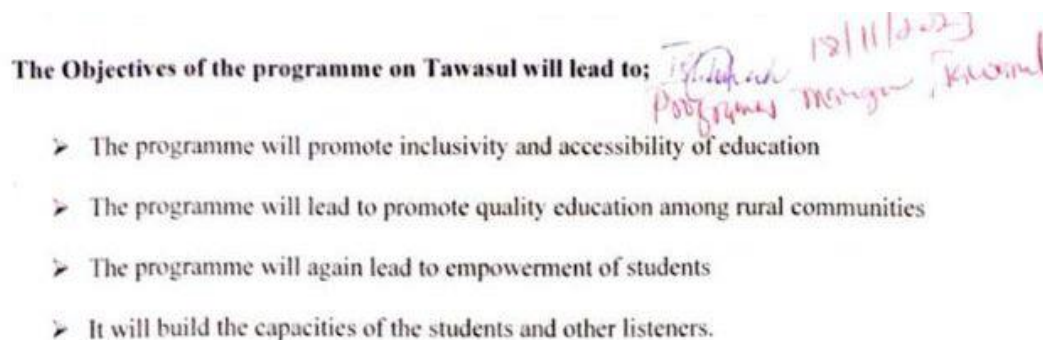 18/11/2023
The Objectives of the programme on Tawasul will lead to;
Programes Manager,
➢ The programme will promote inclusivity and accessibility of education
➢ The programme will lead to promote quality education among rural communities
➢ The programme will again lead to empowerment of students
➢ It will build the capacities of the students and other listeners.